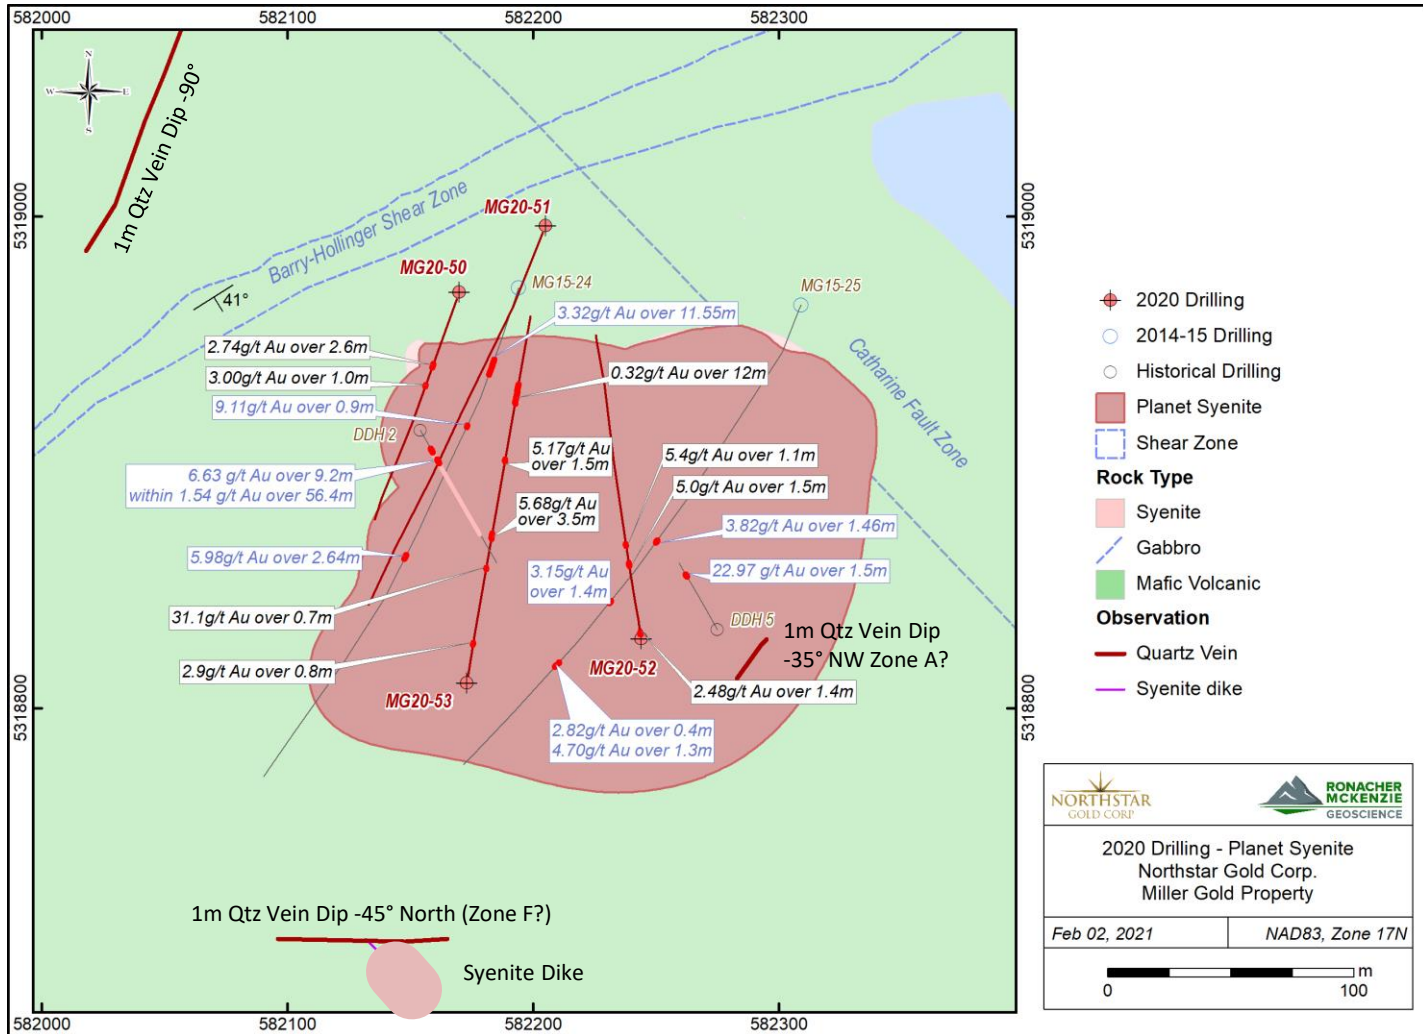 582000
582100
582200
582300
N
W
E
S
1m Qtz Vein Dip -90°
5319000
5319000
Barry-Hollinger Shear Zone
41°
MG20-51
MG20-50
MG15-24
MG15-25
3.32g/t Au over 11.55m
2.74g/t Au over 2.6m
3.00g/t Au over 1.0m
0.32g/t Au over 12m
Catharine Fault Zone
9.11g/t Au over 0.9m
DDH 2
5.17g/t Au
over 1.5m
5.4g/t Au over 1.1m
6.63 g/t Au over 9.2m
within 1.54 g/t Au over 56.4m
5.0g/t Au over 1.5m
5.68g/t Au
over 3.5m
3.82g/t Au over 1.46m
5.98g/t Au over 2.64m
3.15g/t Au
over 1.4m
22.97 g/t Au over 1.5m
31.1g/t Au over 0.7m
DDH 5
1m Qtz Vein Dip
-35° NW Zone A?
2.9g/t Au over 0.8m
MG20-52
MG20-53
2.48g/t Au over 1.4m
5318800
5318800
2.82g/t Au over 0.4m
4.70g/t Au over 1.3m
1m Qtz Vein Dip -45° North (Zone F?)
Syenite Dike
582000
582100
582200
582300
2020 Drilling
2014-15 Drilling
Historical Drilling
Planet Syenite
Shear Zone
Rock Type
Syenite
Gabbro
Mafic Volcanic
Observation
Quartz Vein
Syenite dike
NORTHSTAR
GOLD CORP
RONACHER
MCKENZIE
GEOSCIENCE
2020 Drilling - Planet Syenite
Northstar Gold Corp.
Miller Gold Property
Feb 02, 2021
NAD83, Zone 17N
m
0
100